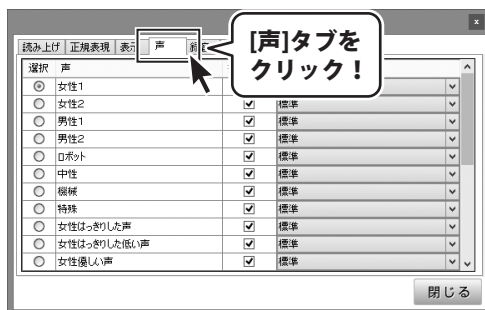 x
[声]タブを
クリック!
読み上げ 正規表現 表示 声
選択 声
女性1
女性2 標準
男性1 標準
男性2 標準
ロボット 標準
中性 標準
機械 標準
特殊 標準
女性はっきりした声 標準
女性はっきりした低い声 標準
女性優しい声 標準
閉じる